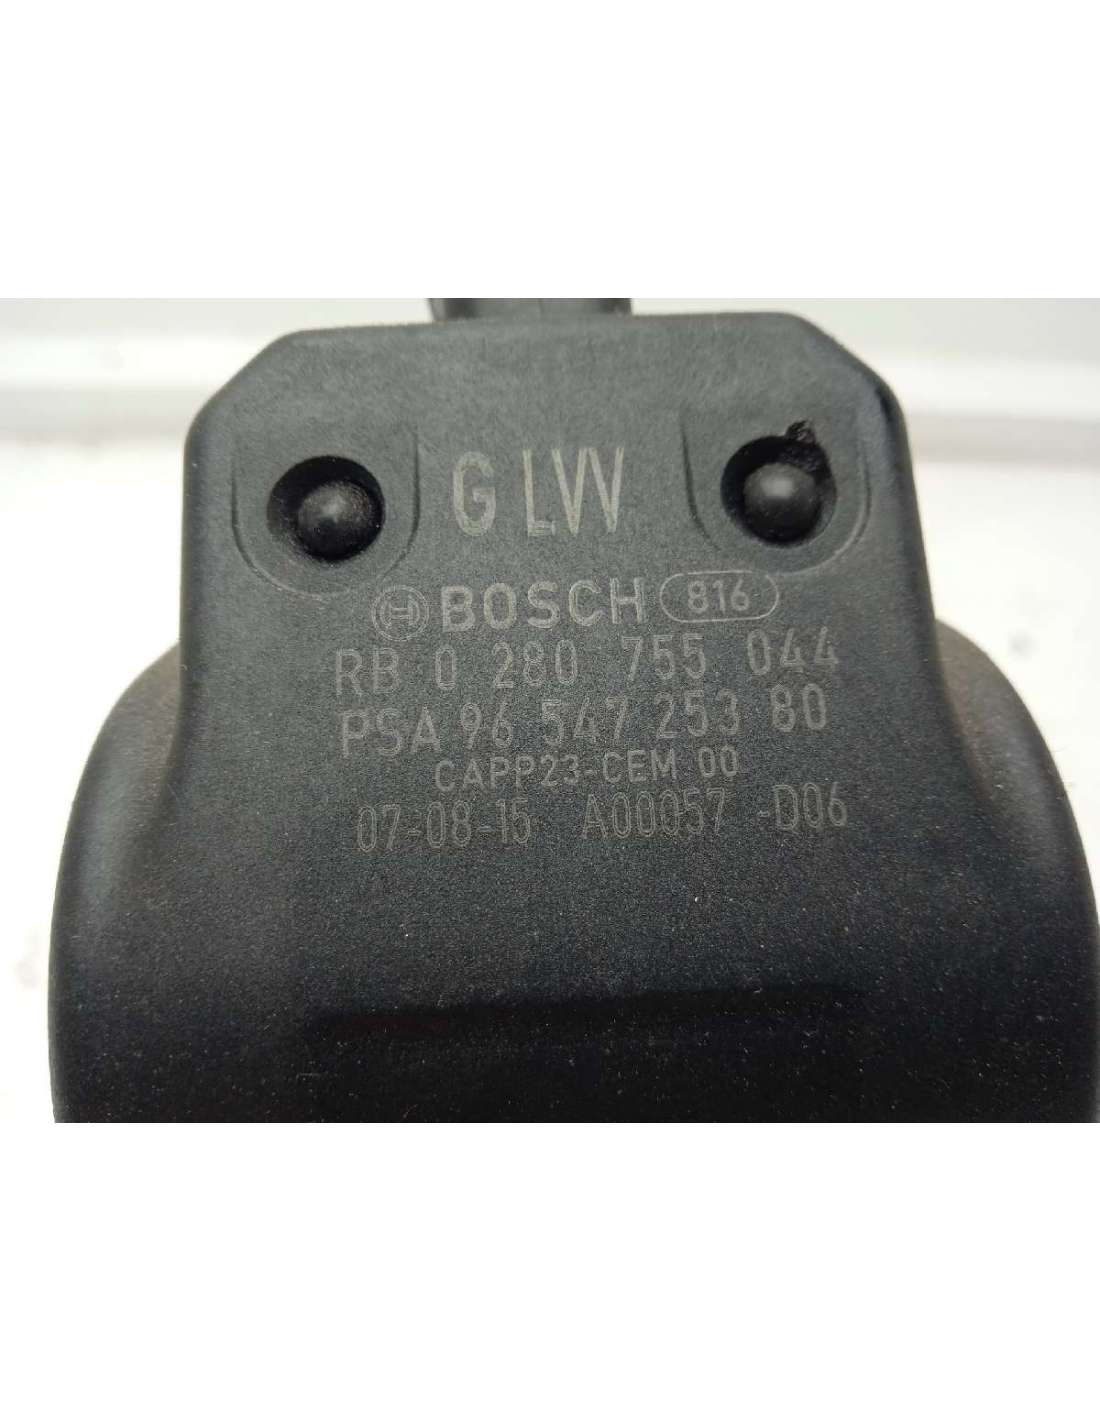 G LW
BOSCH 816
RB 0 280 755 044
PSA 96 547 253 80
CAPP23-CEM 00
07-08-15 A00057 -D06